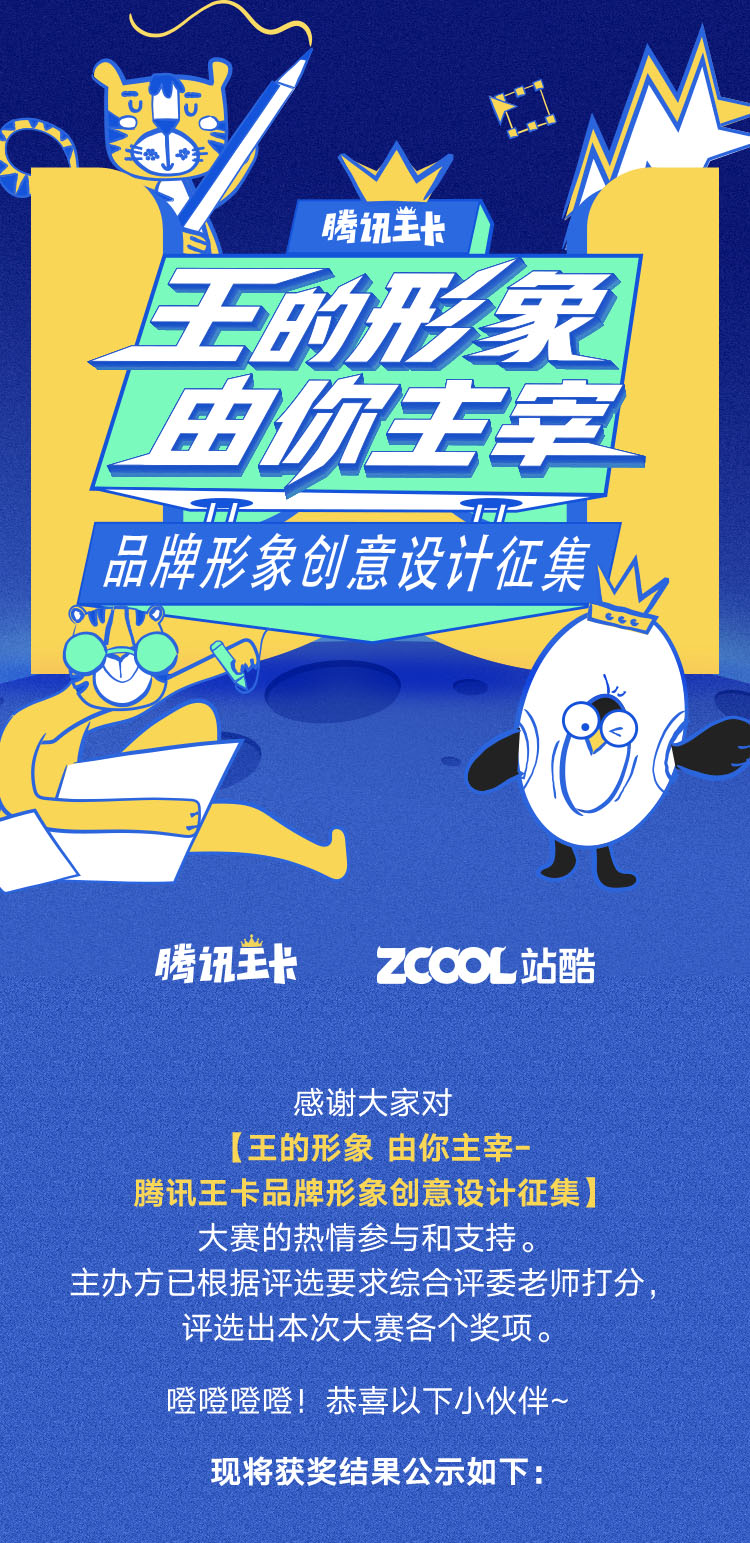 腾讯王卡
王的形象
由你主宰
品牌形象创意设计征集
腾讯王卡 ZCOOL站酷
感谢大家对
【王的形象 由你主宰-
腾讯王卡品牌形象创意设计征集】
大赛的热情参与和支持。
主办方已根据评选要求综合评委老师打分，
评选出本次大赛各个奖项。
噔噔噔噔！恭喜以下小伙伴~
现将获奖结果公示如下：